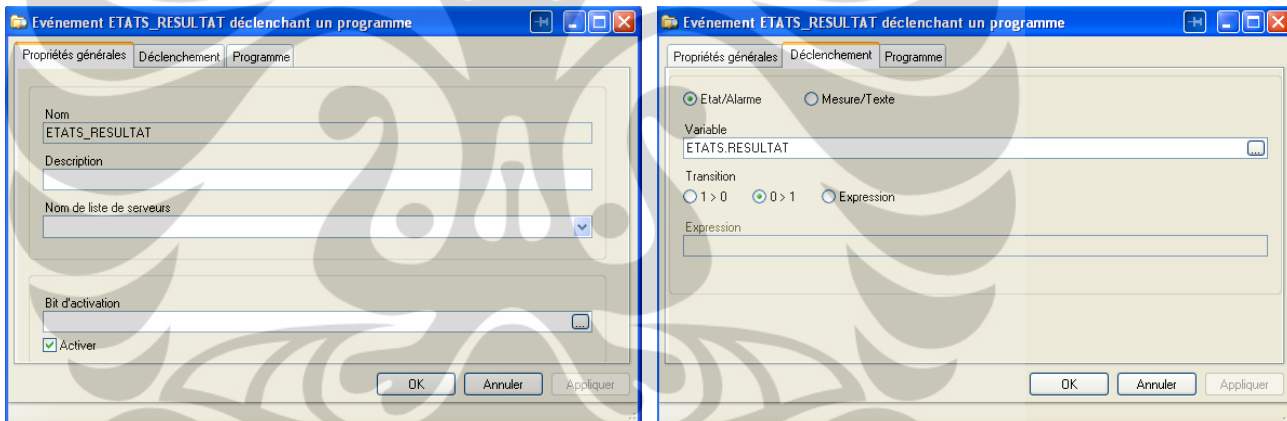 Evénement ETATS_RESULTAT déclenchant un programme
Propriétés générales Déclenchement Programme
Nom
ETATS_RESULTAT
Description
Nom de liste de serveurs
Bit d'activation
...
Activer
OK Annuler Appliquer
Evénement ETATS_RESULTAT déclenchant un programme
Propriétés générales Déclenchement Programme
Etat/Alarme Mesure/Texte
Variable
ETATS.RESULTAT ...
Transition
1 > 0 0 > 1 Expression
Expression
OK Annuler Appliquer